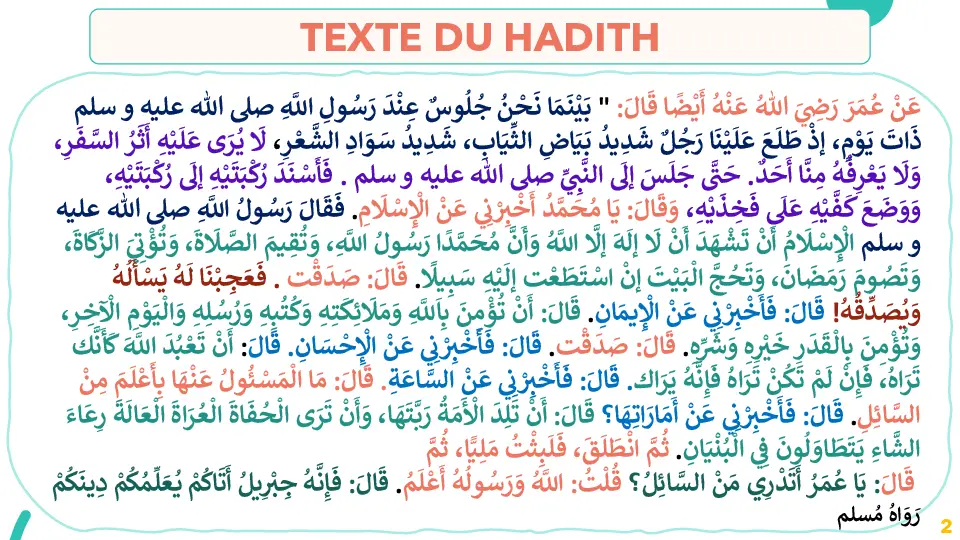 TEXTE DU HADITH
عَنْ عُمَرَ رَضِيَ اللهُ عَنْهُ أَيْضًا قَالَ: " بَيْنَمَا نَحْنُ جُلُوسٌ عِنْدَ رَسُولِ اللَّهِ صلى الله عليه و سلم
ذَاتَ يَوْمٍ، إذْ طَلَعَ عَلَيْنَا رَجُلٌ شَدِيدُ بَيَاضِ الثِّيَابِ، شَدِيدُ سَوَادِ الشَّعْرِ، لَا يُرَى عَلَيْهِ أَثَرُ السَّفَرِ،
وَلَا يَعْرِفُهُ مِنَّا أَحَدٌ. حَتَّى جَلَسَ إلَى النَّبِيِّ صلى الله عليه و سلم . فَأَسْنَدَ رُكْبَتَيْهِ إلَى رُكْبَتَيْهِ،
وَوَضَعَ كَفَّيْهِ عَلَى فَخِذَيْهِ، وَقَالَ: يَا مُحَمَّدُ أَخْبِرْنِي عَنْ الْإِسْلَامِ. فَقَالَ رَسُولُ اللَّهِ صلى الله عليه
و سلم الْإِسْلَامُ أَنْ تَشْهَدَ أَنْ لَا إلَهَ إلَّا اللَّهُ وَأَنَّ مُحَمَّدًا رَسُولُ اللَّهِ، وَتُقِيمَ الصَّلَاةَ، وَتُؤْتِيَ الزَّكَاةَ،
وَتَصُومَ رَمَضَانَ، وَتَحُجَّ الْبَيْتَ إنْ اسْتَطَعْت إلَيْهِ سَبِيلًا. قَالَ: صَدَقْت . فَعَجِبْنَا لَهُ يَسْأَلُهُ
وَيُصَدِّقُهُ! قَالَ: فَأَخْبِرْنِي عَنْ الْإِيمَانِ. قَالَ: أَنْ تُؤْمِنَ بِاَللَّهِ وَمَلَائِكَتِهِ وَكُتُبِهِ وَرُسُلِهِ وَالْيَوْمِ الْآخِرِ،
وَتُؤْمِنَ بِالْقَدَرِ خَيْرِهِ وَشَرِّهِ. قَالَ: صَدَقْت. قَالَ: فَأَخْبِرْنِي عَنْ الْإِحْسَانِ. قَالَ: أَنْ تَعْبُدَ اللَّهَ كَأَنَّك
تَرَاهُ، فَإِنْ لَمْ تَكُنْ تَرَاهُ فَإِنَّهُ يَرَاك. قَالَ: فَأَخْبِرْنِي عَنْ السَّاعَةِ. قَالَ: مَا الْمَسْئُولُ عَنْهَا بِأَعْلَمَ مِنْ
السَّائِلِ. قَالَ: فَأَخْبِرْنِي عَنْ أَمَارَاتِهَا؟ قَالَ: أَنْ تَلِدَ الْأَمَةُ رَبَّتَهَا، وَأَنْ تَرَى الْحُفَاةَ الْعُرَاةَ الْعَالَةَ رِعَاءَ
الشَّاءِ يَتَطَاوَلُونَ فِي الْبُنْيَانِ. ثُمَّ انْطَلَقَ، فَلَبِثْتُ مَلِيًّا، ثُمَّ
قَالَ: يَا عُمَرُ أَتَدْرِي مَنْ السَّائِلُ؟ قُلْتُ: اللَّهُ وَرَسُولُهُ أَعْلَمُ. قَالَ: فَإِنَّهُ جِبْرِيلُ أَتَاكُمْ يُعَلِّمُكُمْ دِينَكُمْ
رَوَاهُ مُسلم
2